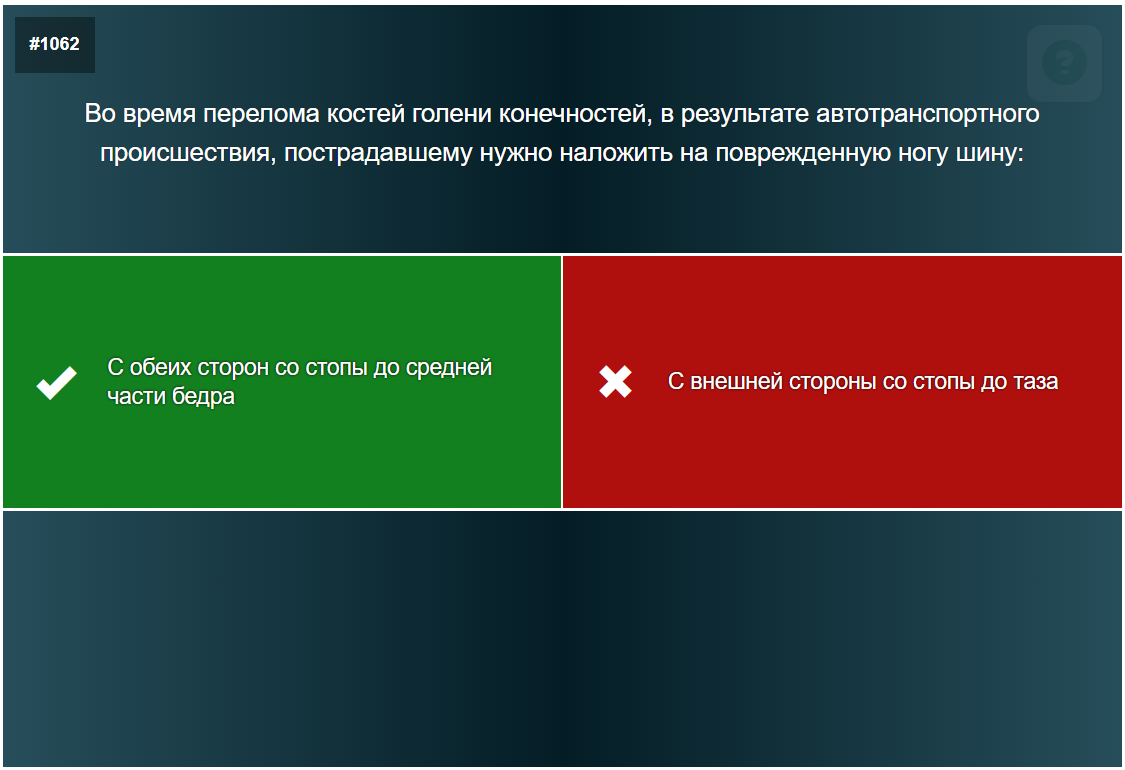 #1062
Во время перелома костей голени конечностей, в результате автотранспортного
происшествия, пострадавшему нужно наложить на поврежденную ногу шину:
С обеих сторон со стопы до средней
части бедра
С внешней стороны со стопы до таза